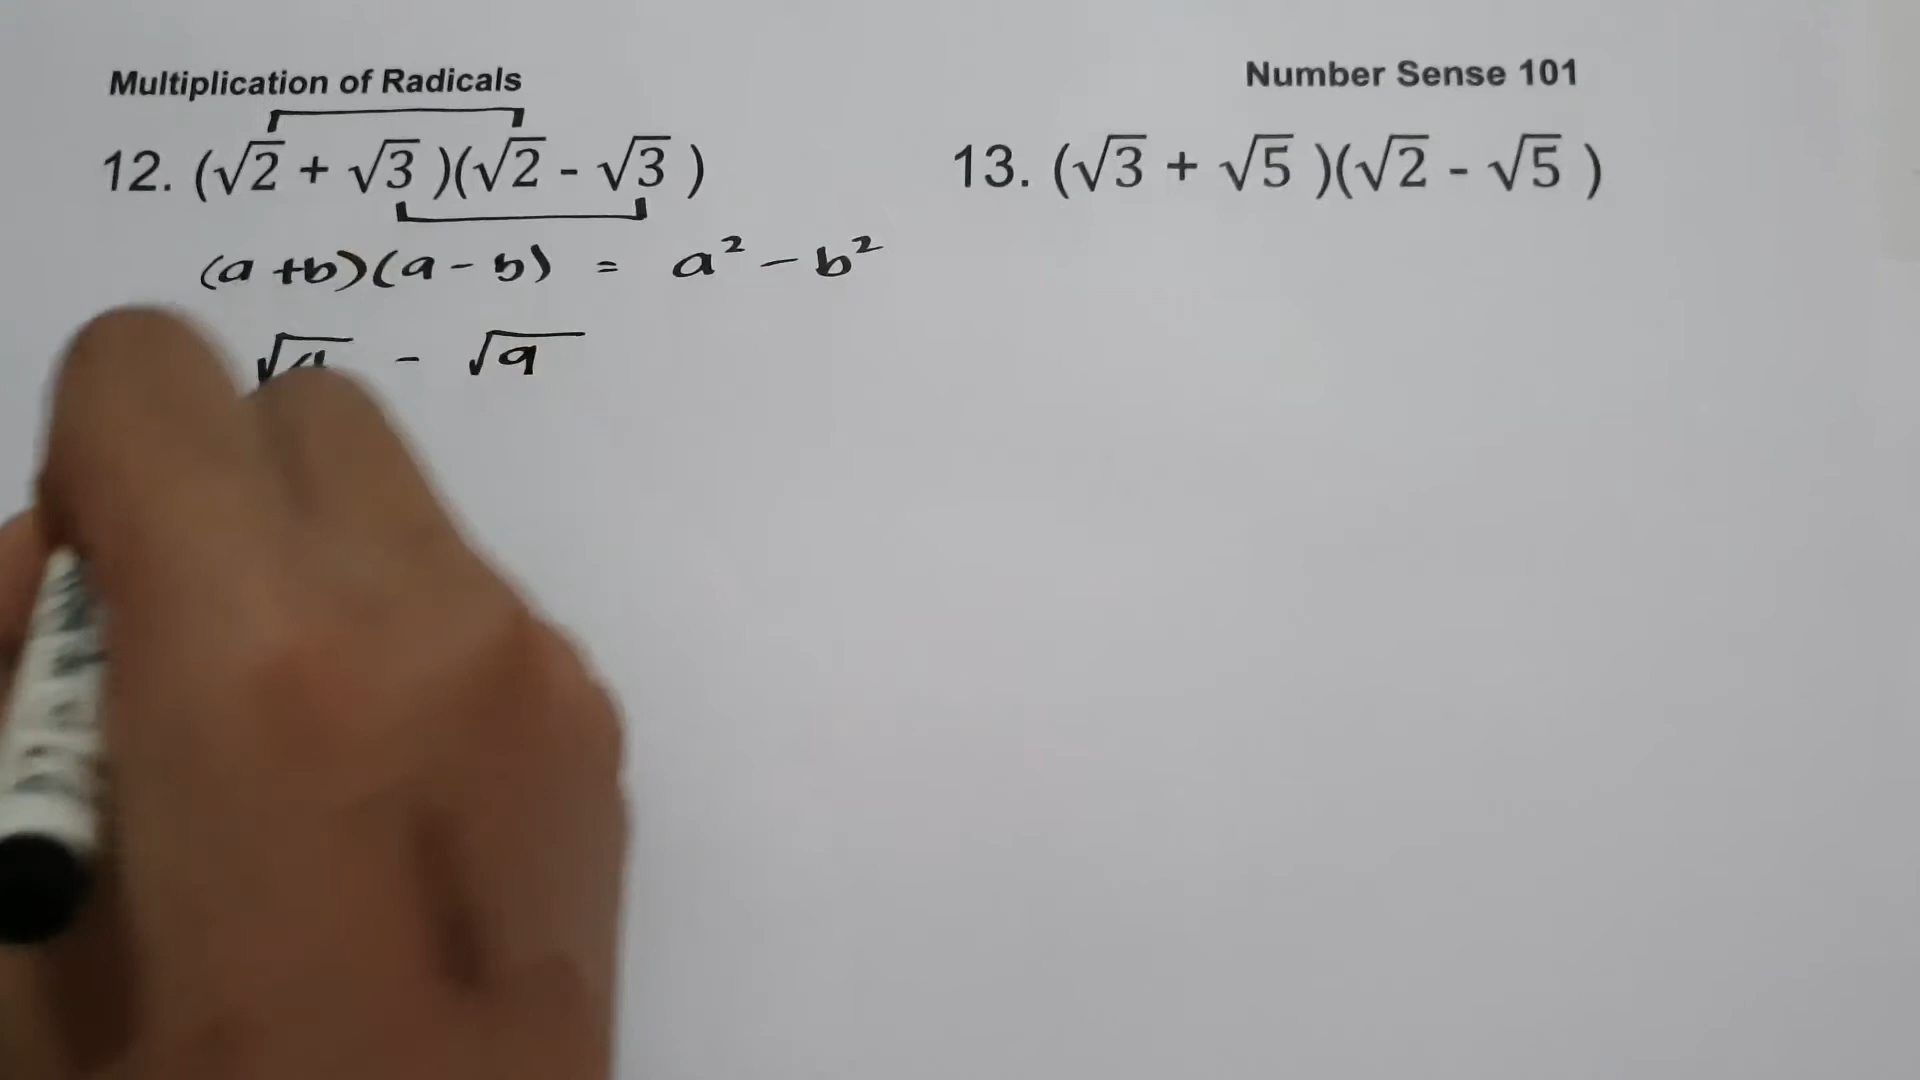 Multiplication of Radicals
Number Sense 101
12. (√2 + √3 )(√2 - √3 )
13. (√3 + √5 )(√2 - √5 )
(a +b)(a - b) = a² - b²
√4 - √9